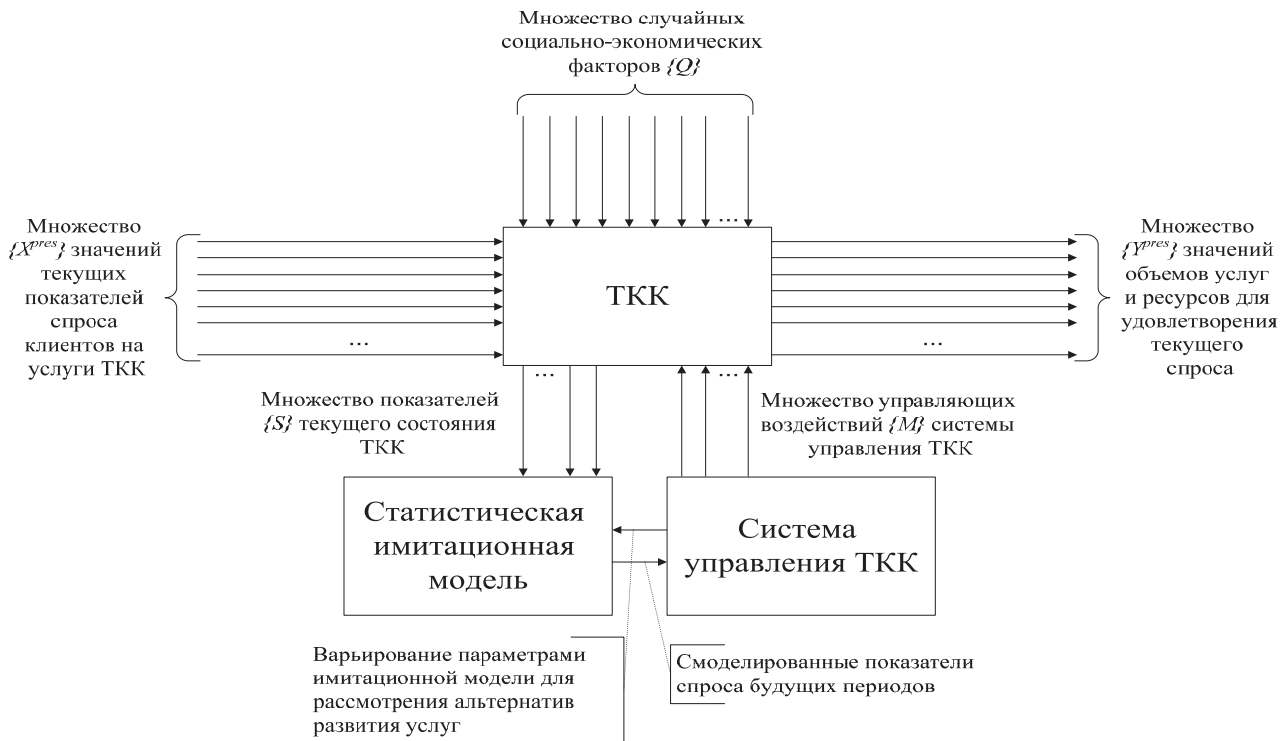 Множество случайных
социально-экономических
факторов {Q}
...
Множество
{X^pres} значений
текущих
показателей
спроса
клиентов на
услуги ТКК
...
ТКК
Множество
{Y^pres} значений
объемов услуг
и ресурсов для
удовлетворения
текущего
спроса
...
...
...
Множество показателей
{S} текущего состояния
ТКК
Множество управляющих
воздействий {M} системы
управления ТКК
Статистическая
имитационная
модель
Система
управления ТКК
Варьирование параметрами
имитационной модели для
рассмотрения альтернатив
развития услуг
Смоделированные показатели
спроса будущих периодов